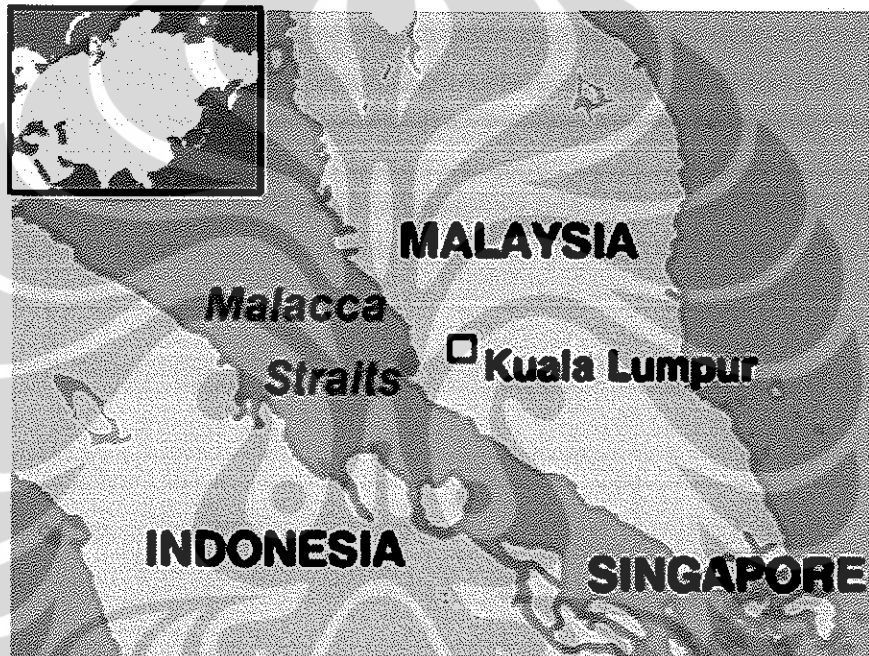 MALAYSIA
Malacca
Straits
Kuala Lumpur
INDONESIA
SINGAPORE